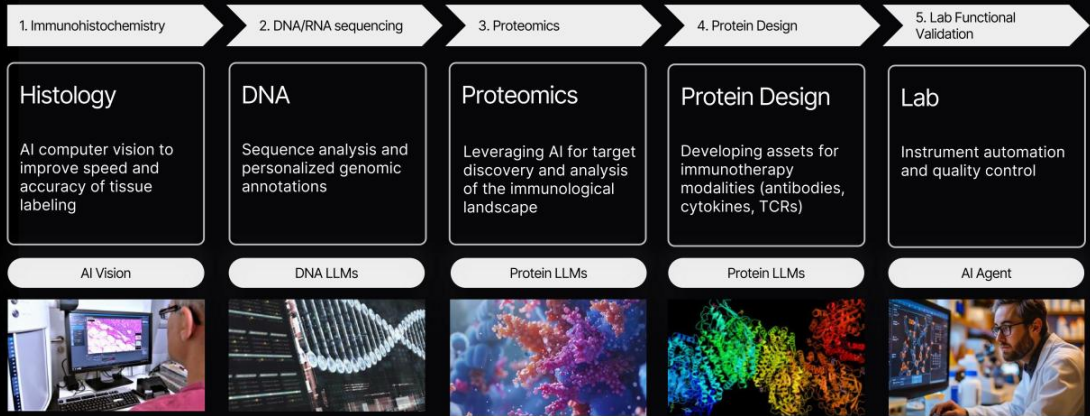 1. Immunohistochemistry
2. DNA/RNA sequencing
3. Proteomics
4. Protein Design
5. Lab Functional
Validation
Histology
AI computer vision to
improve speed and
accuracy of tissue
labeling
DNA
Sequence analysis and
personalized genomic
annotations
Proteomics
Leveraging AI for target
discovery and analysis
of the immunological
landscape
Protein Design
Developing assets for
immunotherapy
modalities (antibodies,
cytokines, TCRs)
Lab
Instrument automation
and quality control
AI Vision
DNA LLMs
Protein LLMs
Protein LLMs
AI Agent